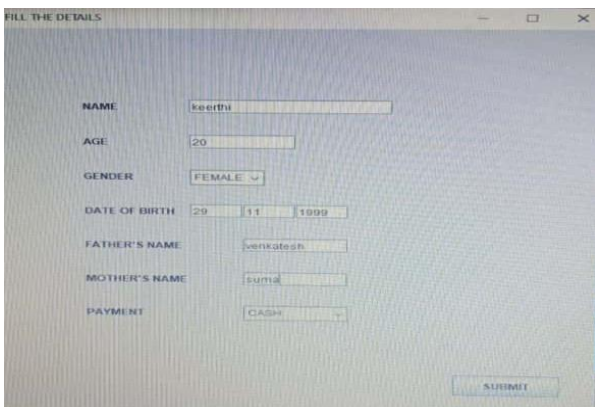 FILL THE DETAILS
NAME keerthi
AGE 20
GENDER FEMALE
DATE OF BIRTH 29 11 1999
FATHER'S NAME venkatesh
MOTHER'S NAME suma
PAYMENT CASH
SUBMIT